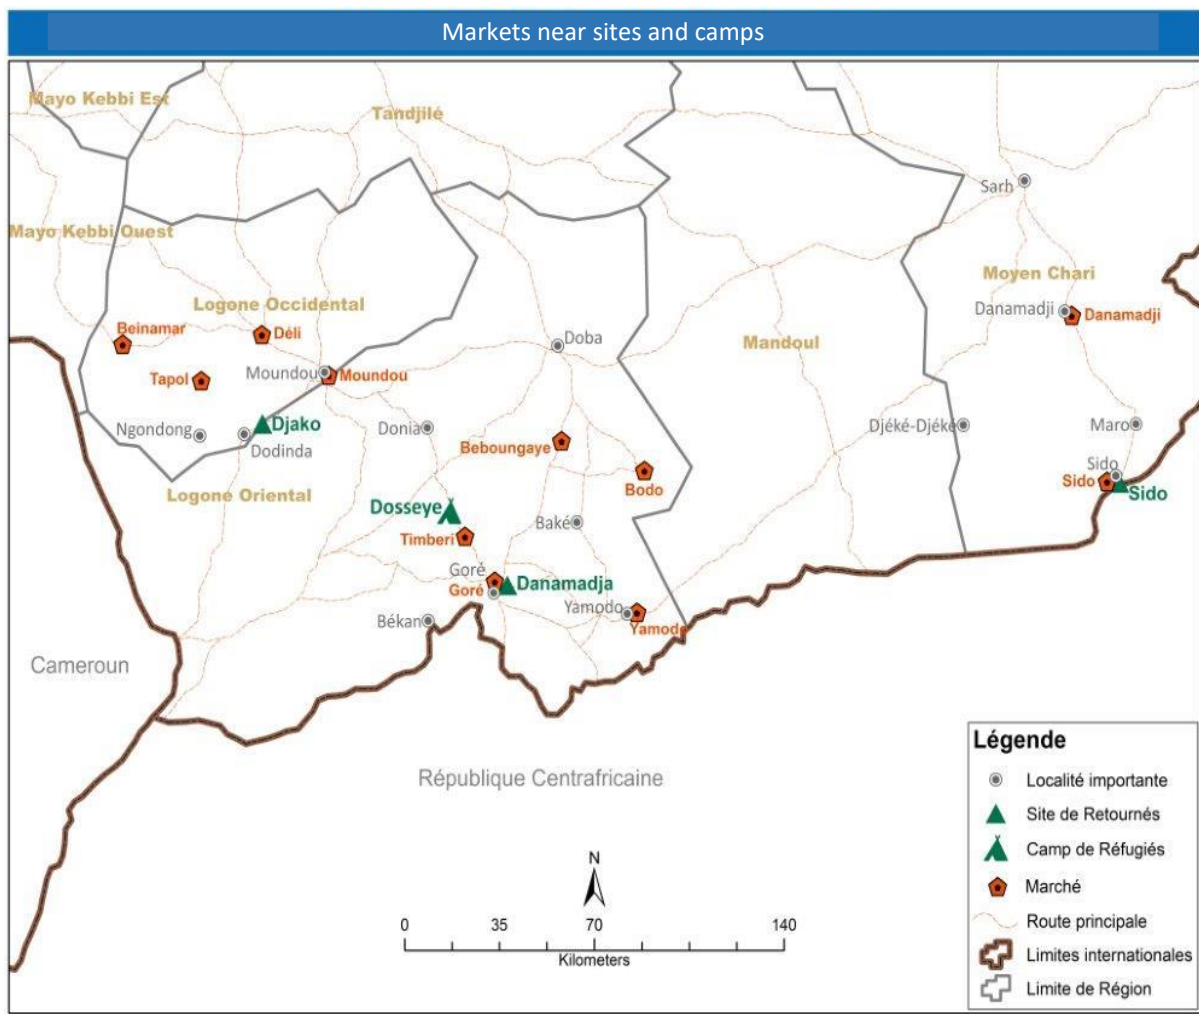 Markets near sites and camps
Mayo Kebbi Est
Tandjilé
Sarh
Mayo Kebbi Ouest
Moyen Chari
Logone Occidental
Danamadji
Danamadji
Beinamar
Déli
Doba
Mandoul
Tapol
Moundou
Moundou
Djako
Ngondong
Dodinda
Donia
Djéké-Djéké
Maro
Beboungaye
Bodo
Sido
Sido
Sido
Logone Oriental
Dosseye
Baké
Timberi
Goré
Goré
Danamadja
Békan
Yamodo
Yamodo
Cameroun
République Centrafricaine
N
0 35 70 140
Kilometers
Légende
Localité importante
Site de Retournés
Camp de Réfugiés
Marché
Route principale
Limites internationales
Limite de Région